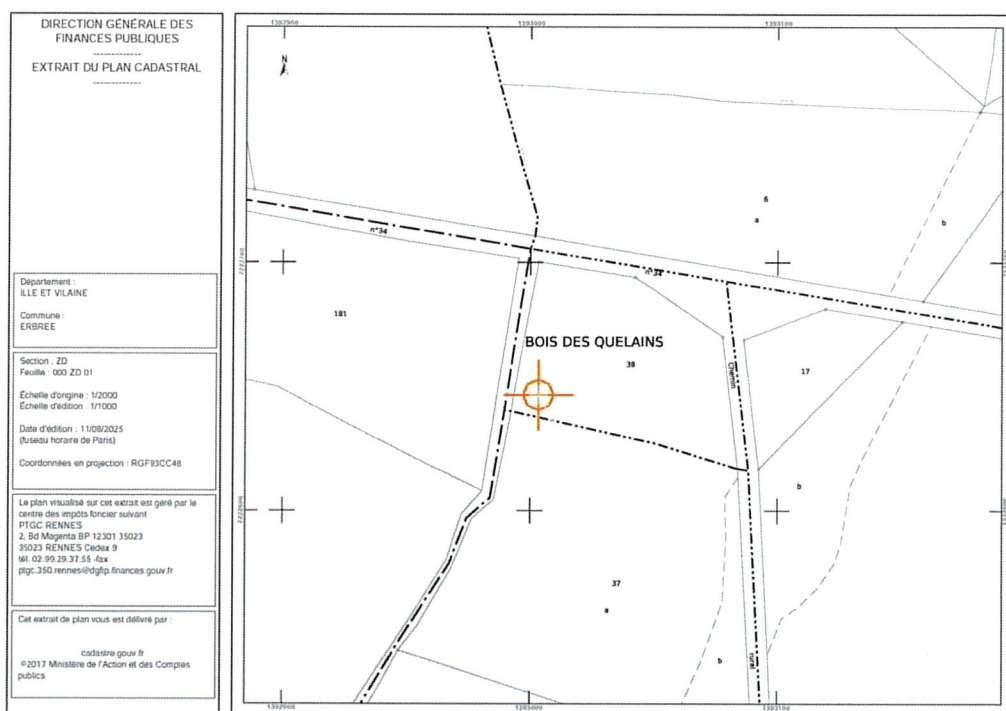 DIRECTION GÉNÉRALE DES
FINANCES PUBLIQUES
-------------
EXTRAIT DU PLAN CADASTRAL
-------------
Département :
ILLE ET VILAINE
Commune :
ERBREE
Section : ZD
Feuille : 000 ZD 01
Échelle d'origine : 1/2000
Échelle d'édition : 1/1000
Date d'édition : 11/08/2025
(fuseau horaire de Paris)
Coordonnées en projection : RGF93CC48
Le plan visualisé sur cet extrait est géré par le
centre des impôts foncier suivant :
PTGC RENNES
2, Bd Magenta BP 12301 35023
35023 RENNES Cedex 9
tél. 02.99.29.37.55 -fax
ptgc.350.rennes@dgfip.finances.gouv.fr
Cet extrait de plan vous est délivré par :
cadastre.gouv.fr
©2017 Ministère de l'Action et des Comptes
publics
1392900
1393000
1393100
N
6
a
b
n°34
n°34
181
BOIS DES QUELAINS
38
17
Chemin
b
37
a
b
rural
1392900
1393000
1393100